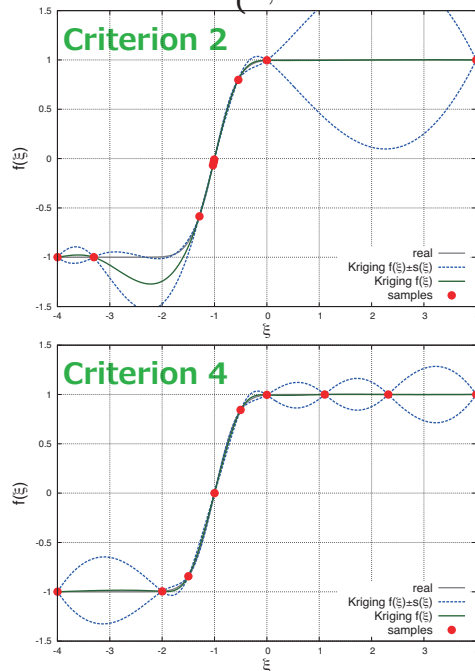 (
Criterion 2
1.5
1
0.5
0
-0.5
-1
-1.5
f(ξ)
real
Kriging f(ξ)±s(ξ)
Kriging f(ξ)
samples
-4 -3 -2 -1 0 1 2 3 4
ξ
Criterion 4
1.5
1
0.5
0
-0.5
-1
-1.5
f(ξ)
real
Kriging f(ξ)±s(ξ)
Kriging f(ξ)
samples
-4 -3 -2 -1 0 1 2 3
ξ